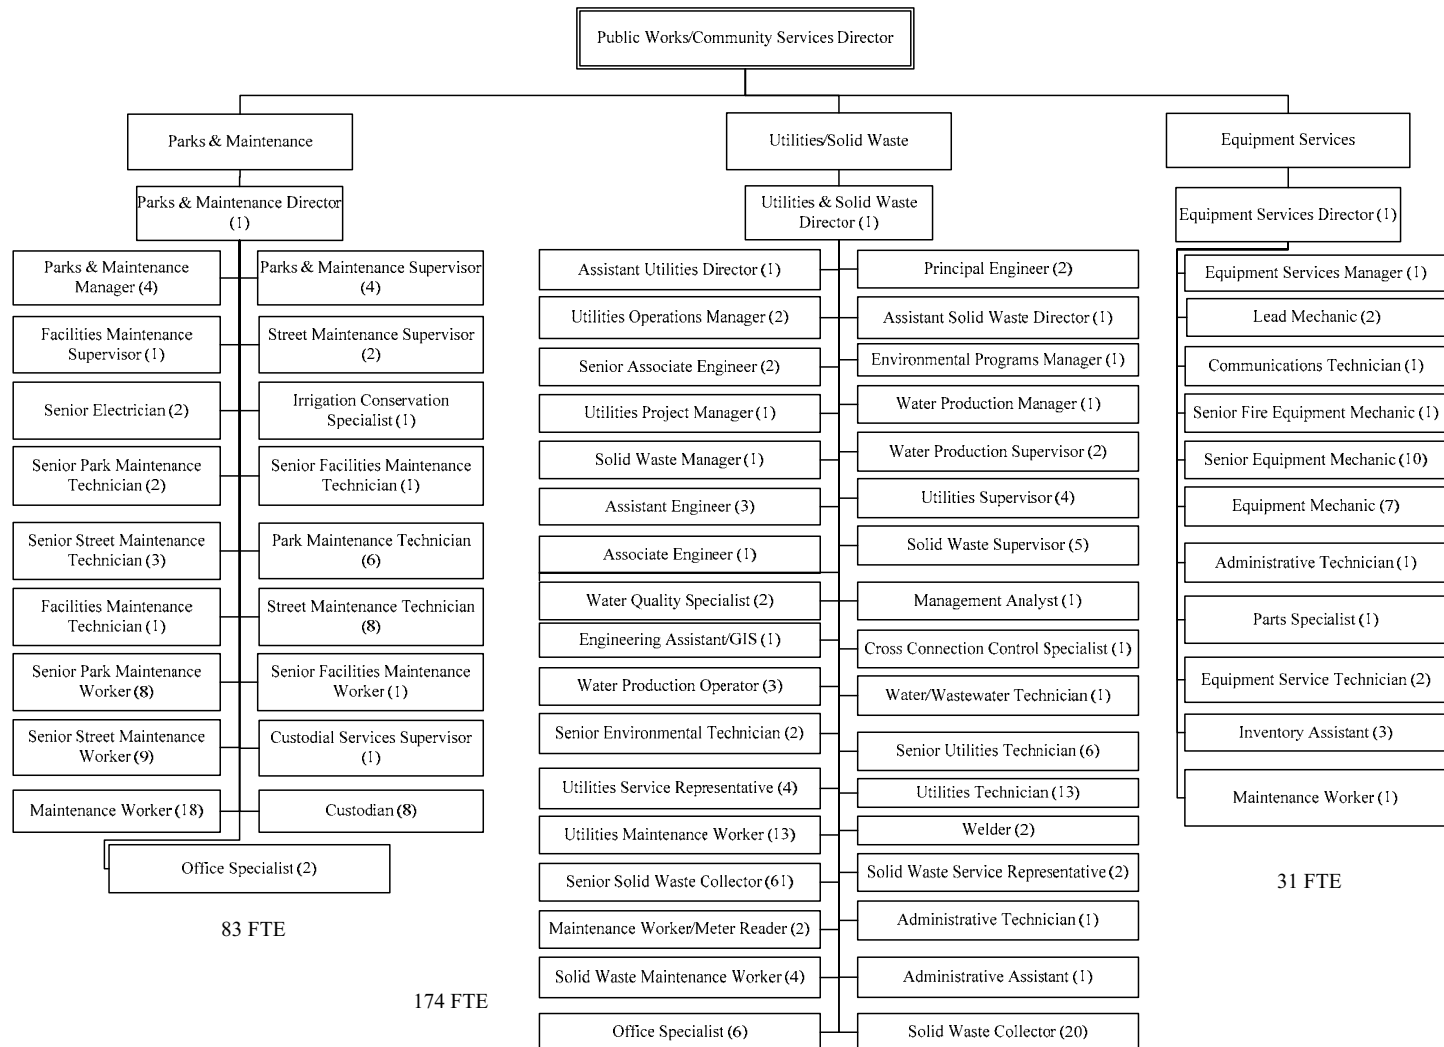 Public Works/Community Services Director
Parks & Maintenance
Utilities/Solid Waste
Equipment Services
Parks & Maintenance Director
(1)
Utilities & Solid Waste
Director (1)
Equipment Services Director (1)
Parks & Maintenance
Manager (4)
Parks & Maintenance Supervisor
(4)
Facilities Maintenance
Supervisor (1)
Street Maintenance Supervisor
(2)
Senior Electrician (2)
Irrigation Conservation
Specialist (1)
Senior Park Maintenance
Technician (2)
Senior Facilities Maintenance
Technician (1)
Senior Street Maintenance
Technician (3)
Park Maintenance Technician
(6)
Facilities Maintenance
Technician (1)
Street Maintenance Technician
(8)
Senior Park Maintenance
Worker (8)
Senior Facilities Maintenance
Worker (1)
Senior Street Maintenance
Worker (9)
Custodial Services Supervisor
(1)
Maintenance Worker (18)
Custodian (8)
Office Specialist (2)
83 FTE
Assistant Utilities Director (1)
Principal Engineer (2)
Utilities Operations Manager (2)
Assistant Solid Waste Director (1)
Senior Associate Engineer (2)
Environmental Programs Manager (1)
Utilities Project Manager (1)
Water Production Manager (1)
Solid Waste Manager (1)
Water Production Supervisor (2)
Assistant Engineer (3)
Utilities Supervisor (4)
Associate Engineer (1)
Solid Waste Supervisor (5)
Water Quality Specialist (2)
Management Analyst (1)
Engineering Assistant/GIS (1)
Cross Connection Control Specialist (1)
Water Production Operator (3)
Water/Wastewater Technician (1)
Senior Environmental Technician (2)
Senior Utilities Technician (6)
Utilities Service Representative (4)
Utilities Technician (13)
Utilities Maintenance Worker (13)
Welder (2)
Senior Solid Waste Collector (61)
Solid Waste Service Representative (2)
Maintenance Worker/Meter Reader (2)
Administrative Technician (1)
Solid Waste Maintenance Worker (4)
Administrative Assistant (1)
Office Specialist (6)
Solid Waste Collector (20)
174 FTE
Equipment Services Manager (1)
Lead Mechanic (2)
Communications Technician (1)
Senior Fire Equipment Mechanic (1)
Senior Equipment Mechanic (10)
Equipment Mechanic (7)
Administrative Technician (1)
Parts Specialist (1)
Equipment Service Technician (2)
Inventory Assistant (3)
Maintenance Worker (1)
31 FTE